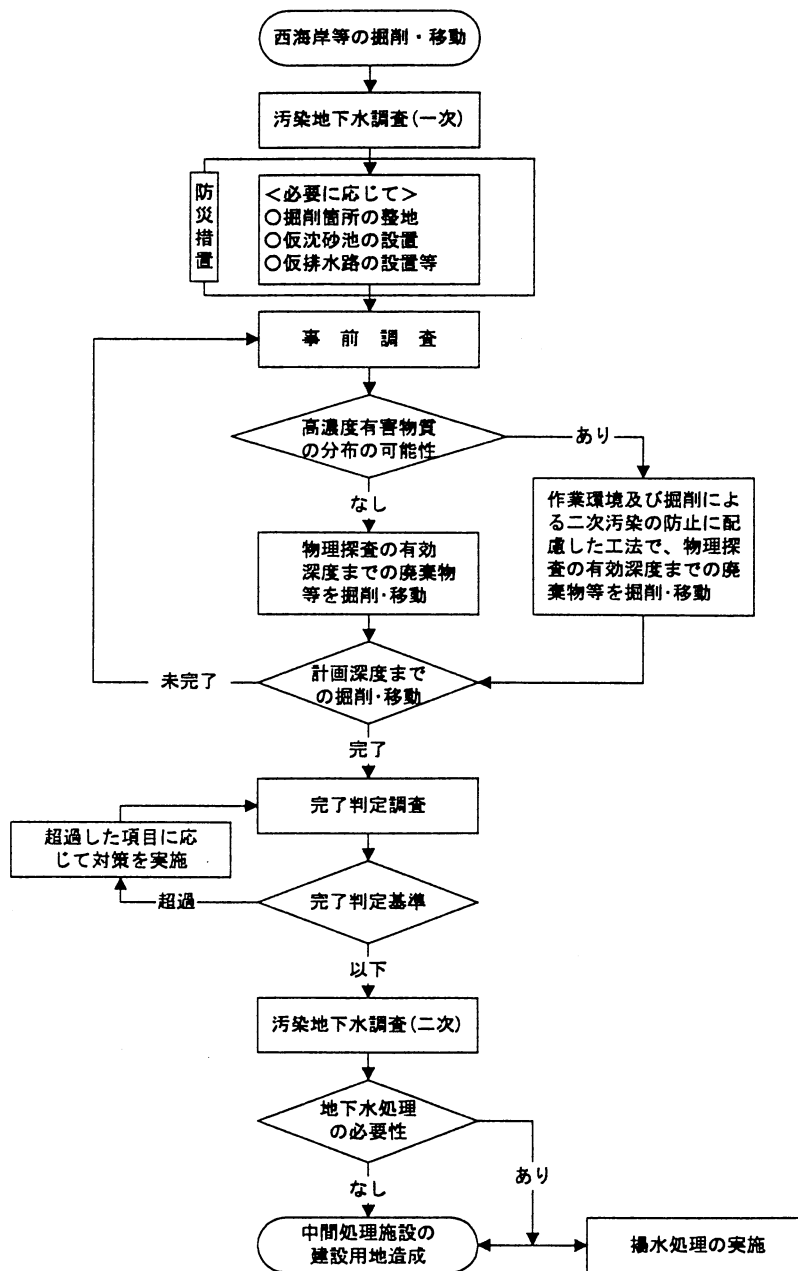 西海岸等の掘削・移動
汚染地下水調査(一次)
防災措置
＜必要に応じて＞
○掘削箇所の整地
○仮沈砂池の設置
○仮排水路の設置等
事前調査
高濃度有害物質
の分布の可能性
あり
なし
作業環境及び掘削によ
る二次汚染の防止に配
慮した工法で、物理探
査の有効深度までの廃
棄物等を掘削・移動
物理探査の有効
深度までの廃棄物
等を掘削・移動
計画深度まで
の掘削・移動
未完了
完了
完了判定調査
超過した項目に応
じて対策を実施
完了判定基準
超過
以下
汚染地下水調査(二次)
地下水処理
の必要性
あり
なし
中間処理施設の
建設用地造成
揚水処理の実施